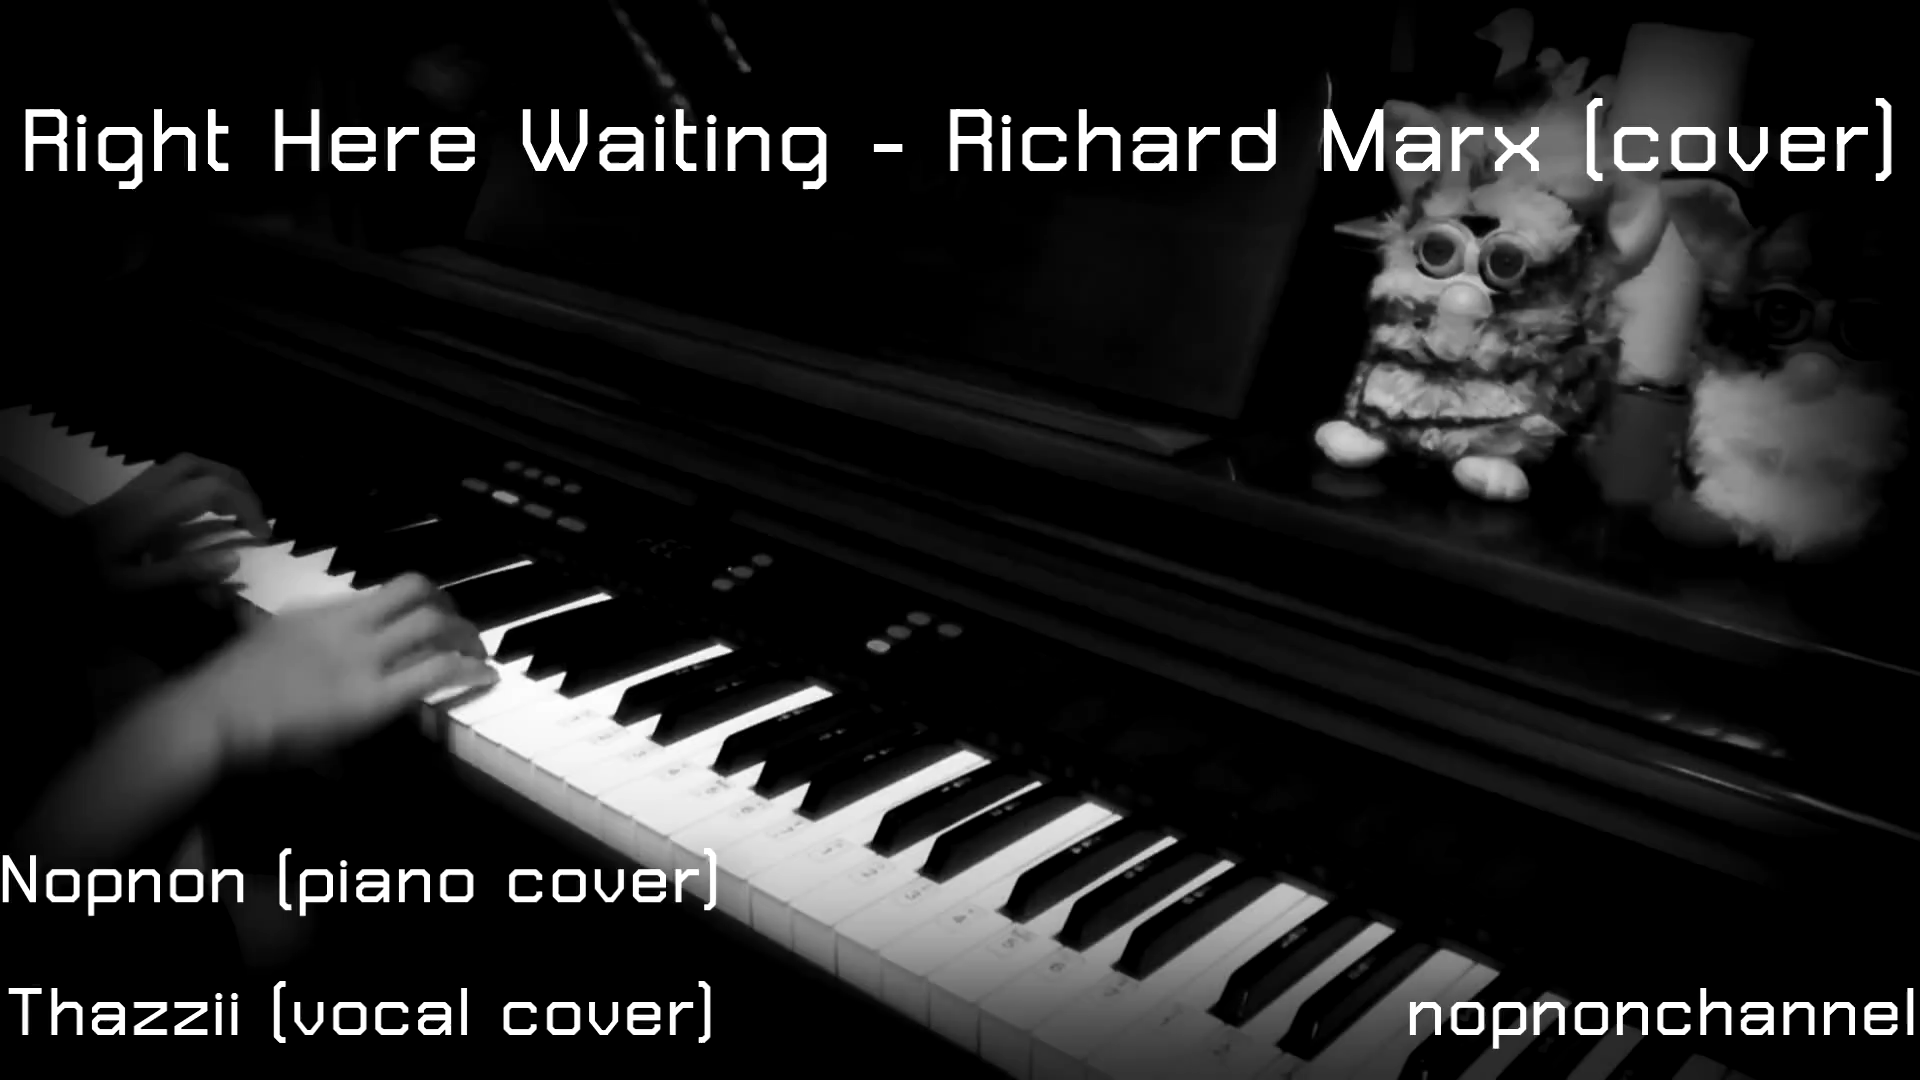 Right Here Waiting - Richard Marx (cover)
Nopnon (piano cover)
Thazzii (vocal cover)
nopnonchannel